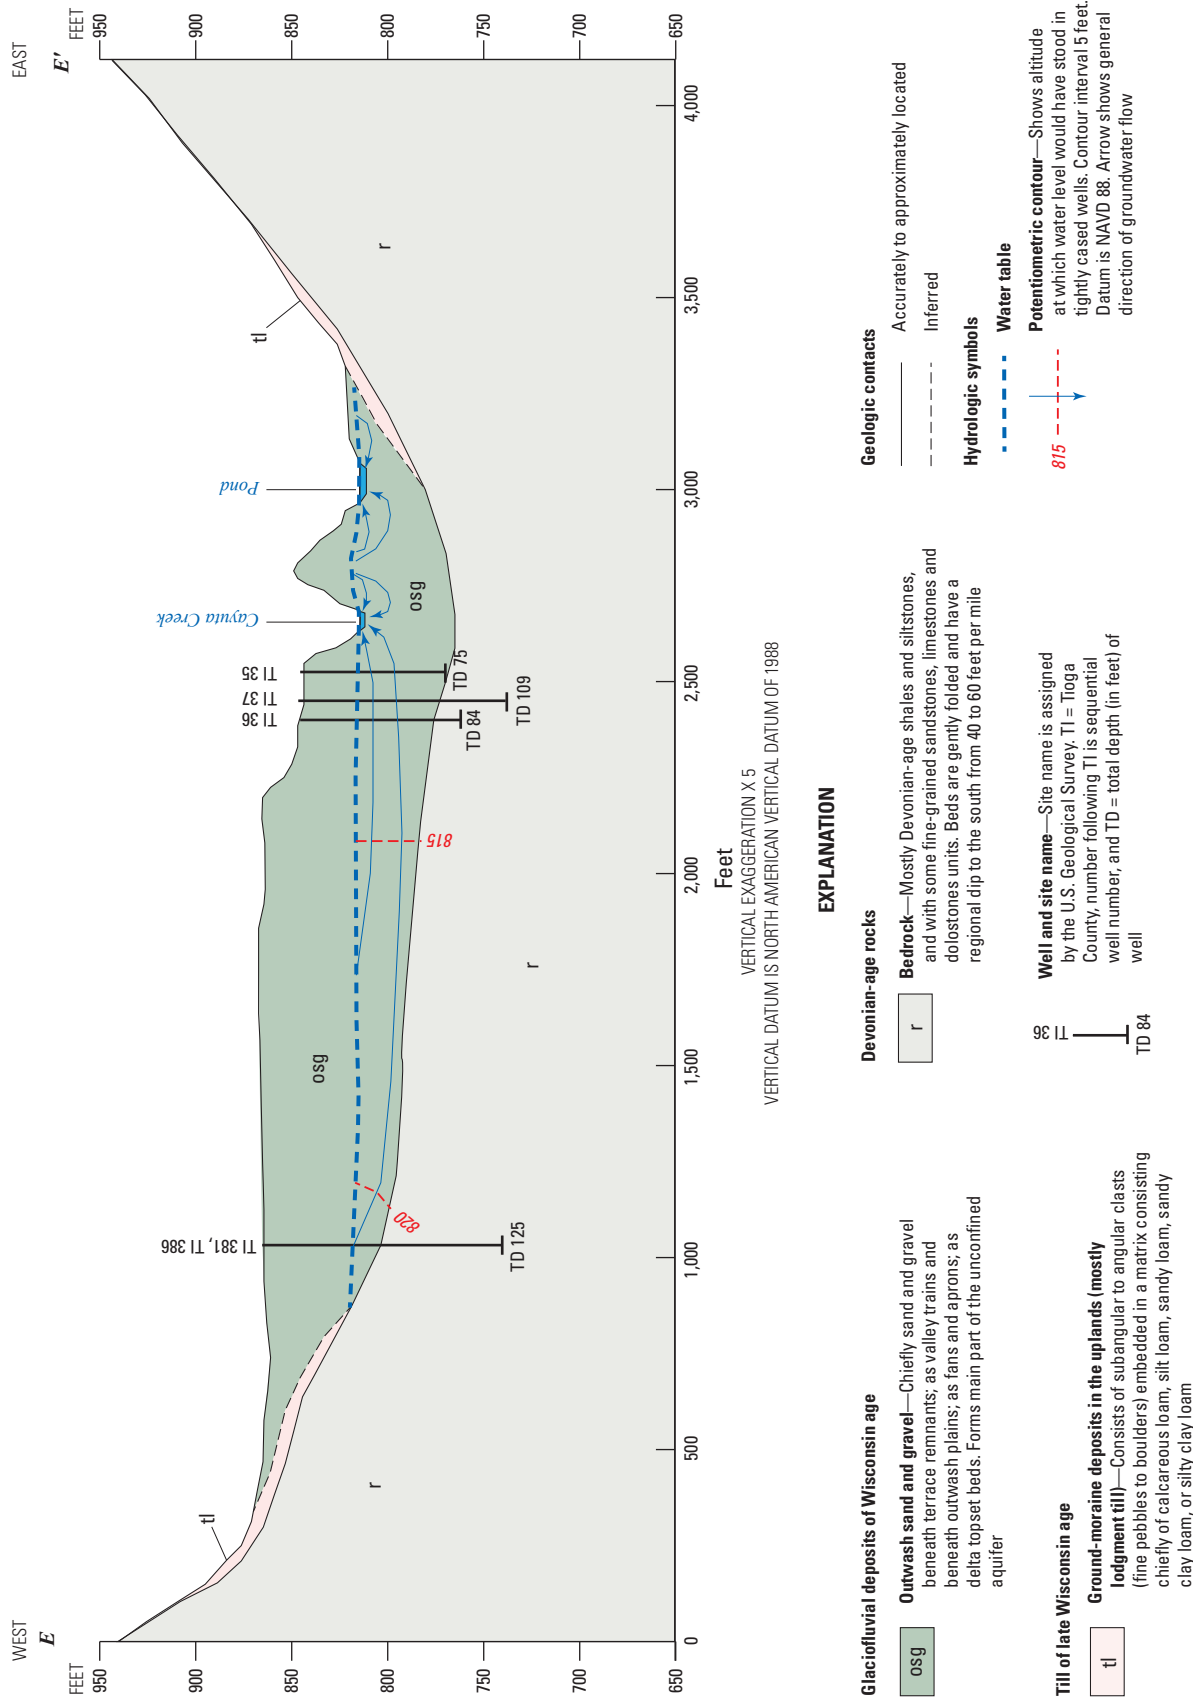 WEST
EAST
E
E′
FEET
FEET
950
900
850
800
750
700
650
950
900
850
800
750
700
650
tl
TI 381, TI 386
TI 36
TI 37
TI 35
Cayuta Creek
Pond
tl
osg
osg
r
r
r
820
815
TD 125
TD 84
TD 109
TD 75
0
500
1,000
1,500
2,000
2,500
3,000
3,500
4,000
Feet
VERTICAL EXAGGERATION X 5
VERTICAL DATUM IS NORTH AMERICAN VERTICAL DATUM OF 1988
EXPLANATION
Glaciofluvial deposits of Wisconsin age
osg
Outwash sand and gravel—Chiefly sand and gravel
beneath terrace remnants; as valley trains and
beneath outwash plains; as fans and aprons; as
delta topset beds. Forms main part of the unconfined
aquifer
Till of late Wisconsin age
tl
Ground-moraine deposits in the uplands (mostly
lodgment till)—Consists of subangular to angular clasts
(fine pebbles to boulders) embedded in a matrix consisting
chiefly of calcareous loam, silt loam, sandy loam, sandy
clay loam, or silty clay loam
Devonian-age rocks
r
Bedrock—Mostly Devonian-age shales and siltstones,
and with some fine-grained sandstones, limestones and
dolostones units. Beds are gently folded and have a
regional dip to the south from 40 to 60 feet per mile
TI 36
TD 84
Well and site name—Site name is assigned
by the U.S. Geological Survey. TI = Tioga
County, number following TI is sequential
well number, and TD = total depth (in feet) of
well
Geologic contacts
Accurately to approximately located
Inferred
Hydrologic symbols
Water table
815
Potentiometric contour—Shows altitude
at which water level would have stood in
tightly cased wells. Contour interval 5 feet.
Datum is NAVD 88. Arrow shows general
direction of groundwater flow